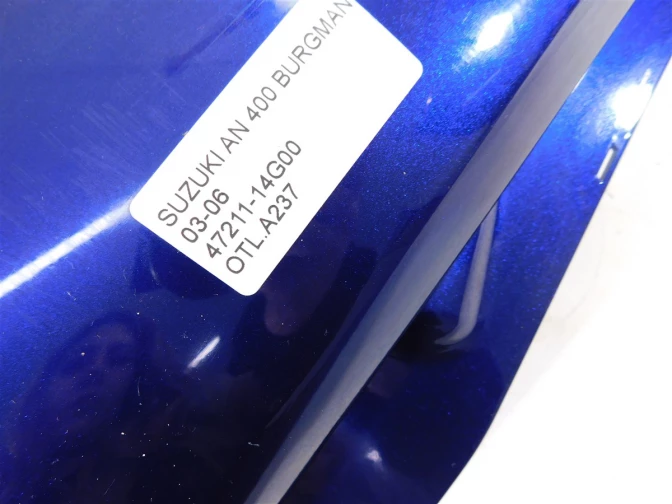 SUZUKI AN 400 BURGMAN
03-06
47211-14G00
OTL.A237